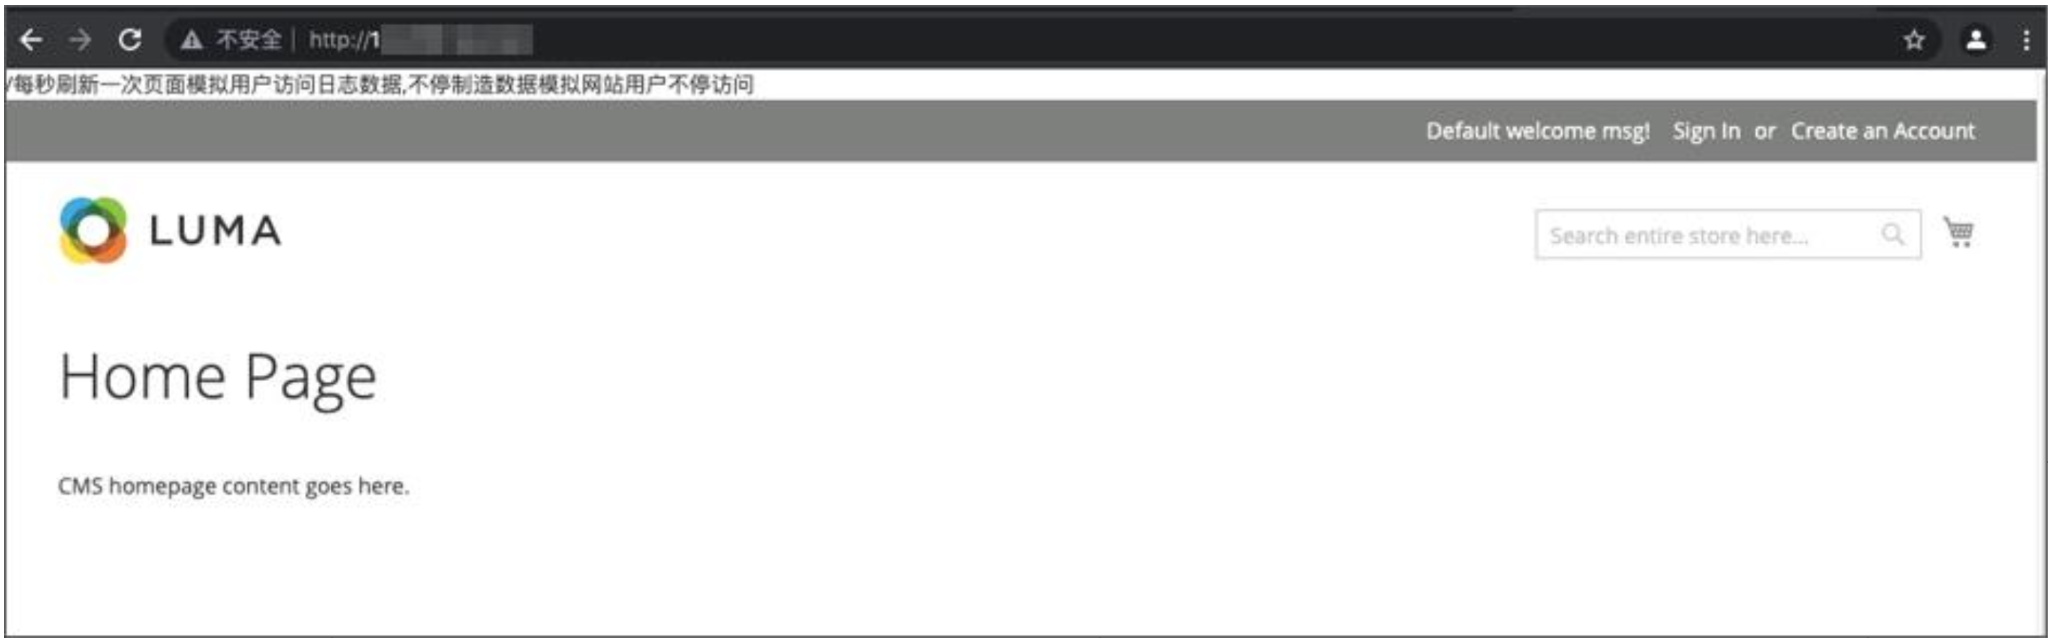 不安全 | http://1
/每秒刷新一次页面模拟用户访问日志数据,不停制造数据模拟网站用户不停访问
Default welcome msg! Sign In or Create an Account
LUMA
Search entire store here...
Home Page
CMS homepage content goes here.